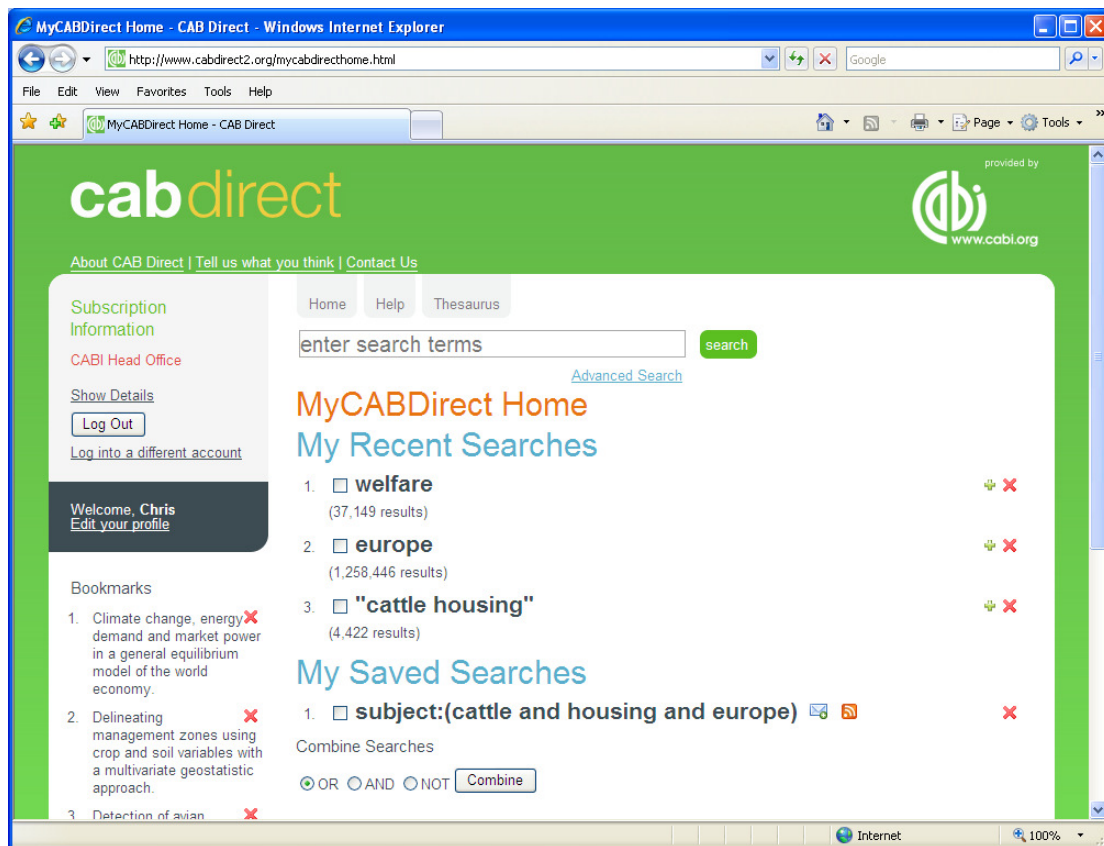 MyCABDirect Home - CAB Direct - Windows Internet Explorer
http://www.cabdirect2.org/mycabdirecthome.html
Google
File Edit View Favorites Tools Help
MyCABDirect Home - CAB Direct
Page Tools »
cabdirect
provided by
cabi
www.cabi.org
About CAB Direct | Tell us what you think | Contact Us
Subscription
Information
CABI Head Office
Show Details
Log Out
Log into a different account
Welcome, Chris
Edit your profile
Bookmarks
1. Climate change, energy
demand and market power
in a general equilibrium
model of the world
economy.
2. Delineating
management zones using
crop and soil variables with
a multivariate geostatistic
approach.
3. Detection of avian
Home Help Thesaurus
enter search terms search
Advanced Search
MyCABDirect Home
My Recent Searches
1. welfare
(37,149 results)
2. europe
(1,258,446 results)
3. "cattle housing"
(4,422 results)
My Saved Searches
1. subject:(cattle and housing and europe)
Combine Searches
OR AND NOT Combine
Internet 100%